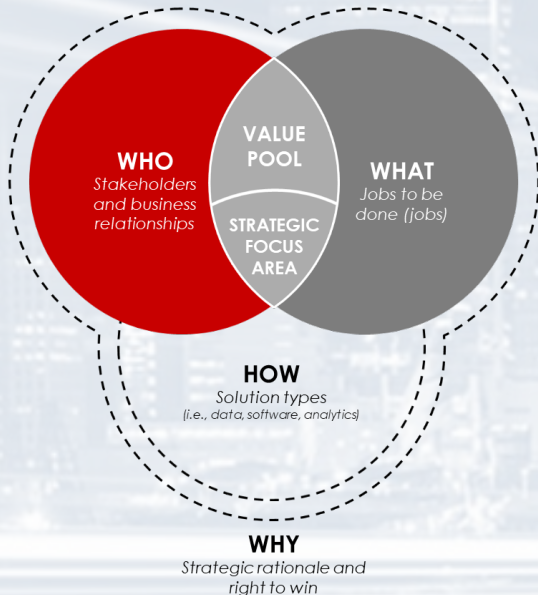 WHO
Stakeholders
and business
relationships
VALUE
POOL
STRATEGIC
FOCUS
AREA
WHAT
Jobs to be
done (jobs)
HOW
Solution types
(i.e., data, software, analytics)
WHY
Strategic rationale and
right to win